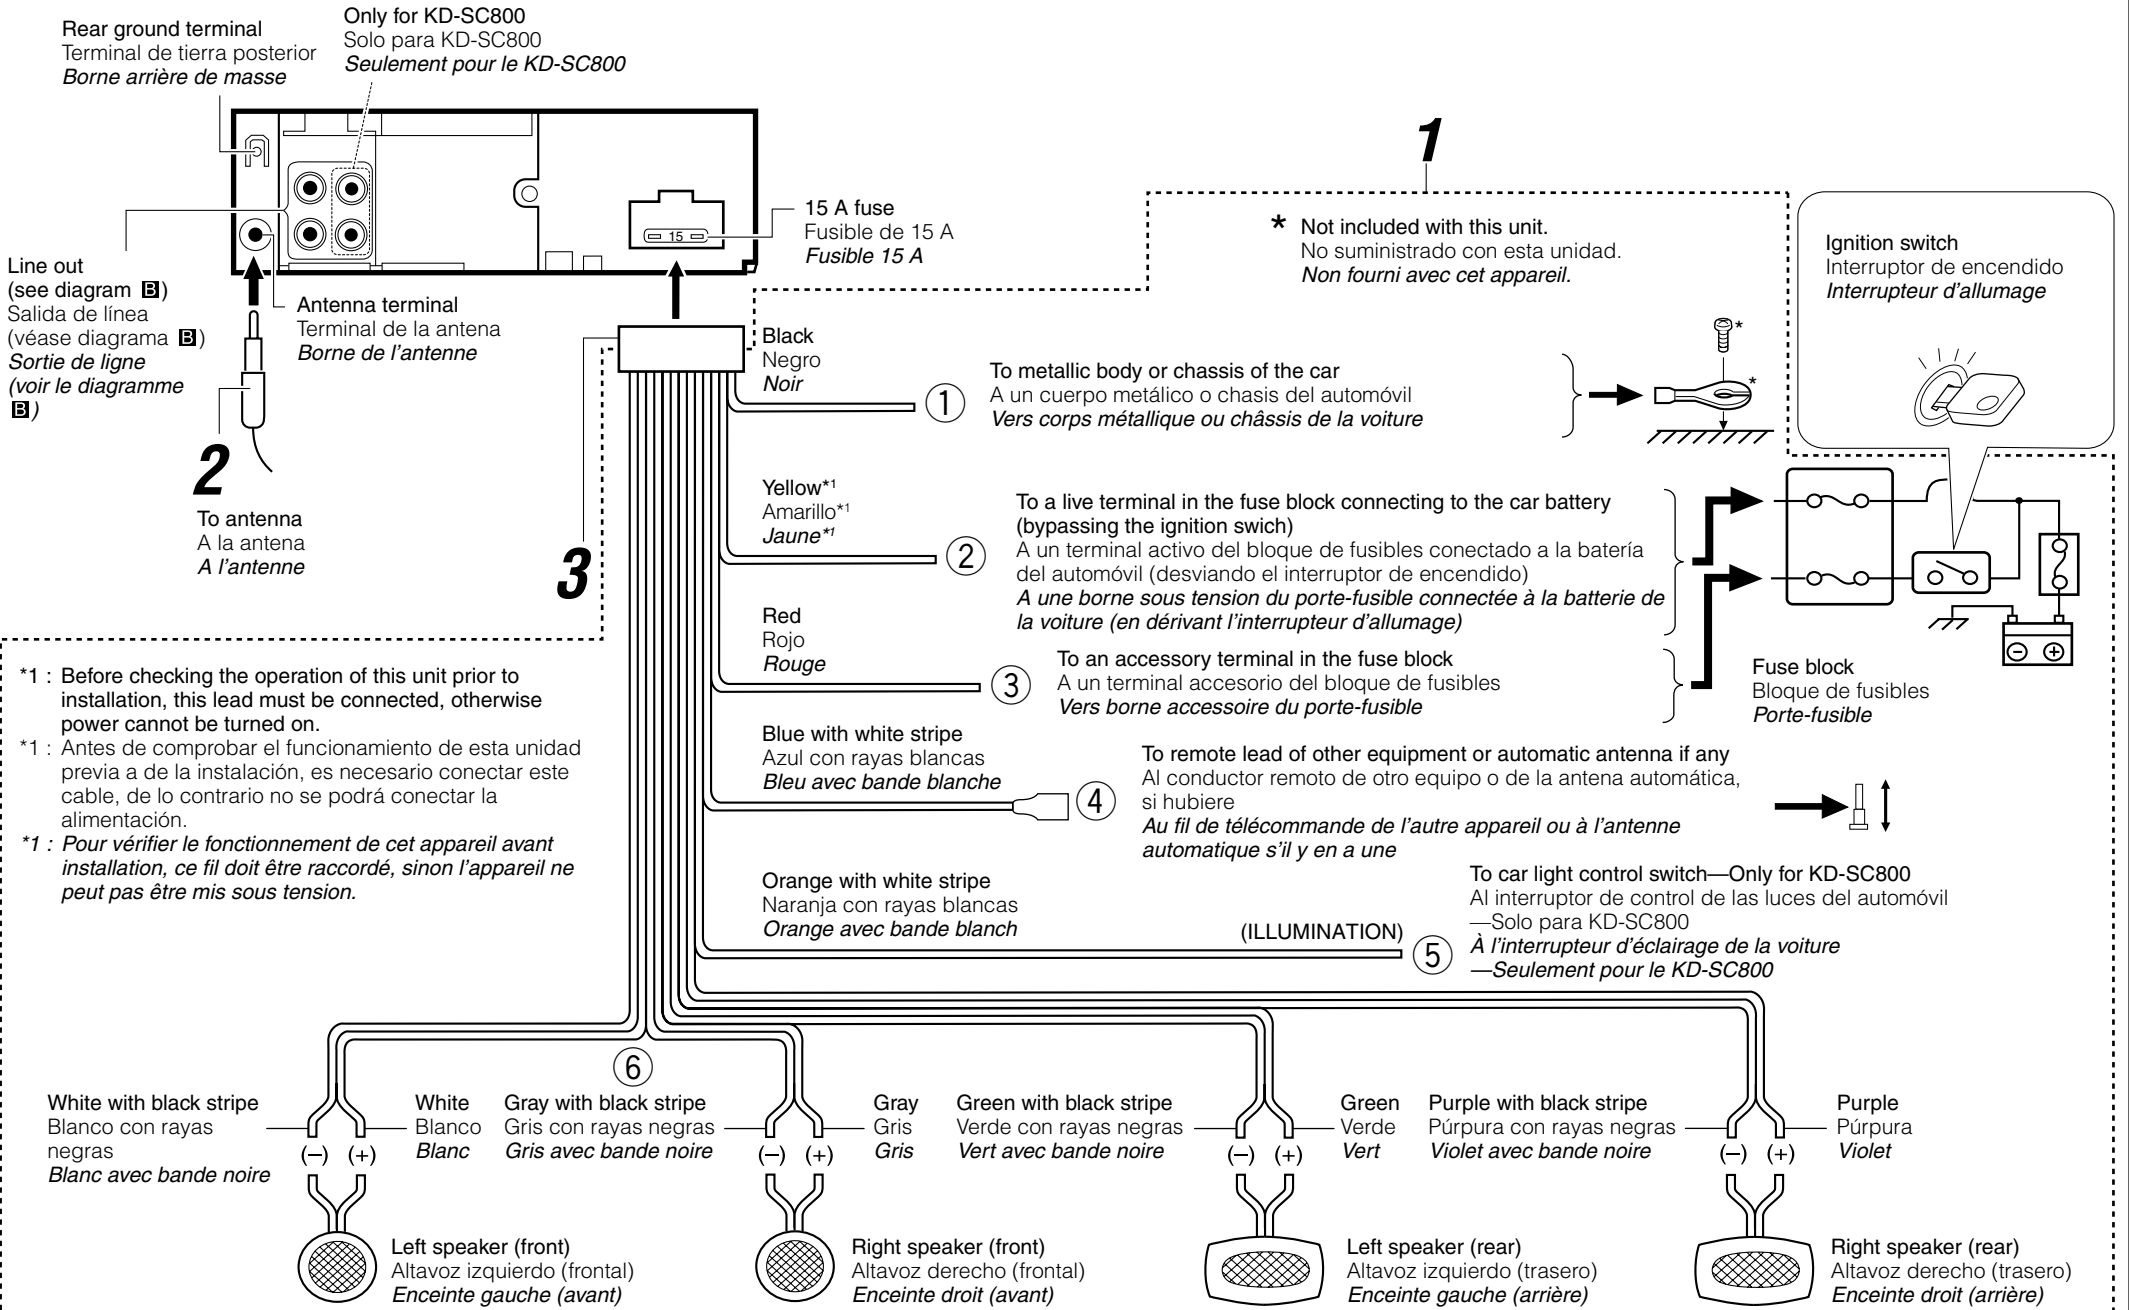 Rear ground terminal
Terminal de tierra posterior
Borne arrière de masse
Only for KD-SC800
Solo para KD-SC800
Seulement pour le KD-SC800
1
15 A fuse
Fusible de 15 A
Fusible 15 A
15
* Not included with this unit.
No suministrado con esta unidad.
Non fourni avec cet appareil.
Ignition switch
Interruptor de encendido
Interrupteur d'allumage
Line out
(see diagram B)
Salida de línea
(véase diagrama B)
Sortie de ligne
(voir le diagramme
B)
Antenna terminal
Terminal de la antena
Borne de l'antenne
2
To antenna
A la antena
A l'antenne
3
Black
Negro
Noir
①
To metallic body or chassis of the car
A un cuerpo metálico o chasis del automóvil
Vers corps métallique ou châssis de la voiture
*
*
Yellow*1
Amarillo*1
Jaune*1
②
To a live terminal in the fuse block connecting to the car battery
(bypassing the ignition swich)
A un terminal activo del bloque de fusibles conectado a la batería
del automóvil (desviando el interruptor de encendido)
A une borne sous tension du porte-fusible connectée à la batterie de
la voiture (en dérivant l'interrupteur d'allumage)
Red
Rojo
Rouge
③
To an accessory terminal in the fuse block
A un terminal accesorio del bloque de fusibles
Vers borne accessoire du porte-fusible
Fuse block
Bloque de fusibles
Porte-fusible
− +
*1 : Before checking the operation of this unit prior to
installation, this lead must be connected, otherwise
power cannot be turned on.
*1 : Antes de comprobar el funcionamiento de esta unidad
previa a de la instalación, es necesario conectar este
cable, de lo contrario no se podrá conectar la
alimentación.
*1 : Pour vérifier le fonctionnement de cet appareil avant
installation, ce fil doit être raccordé, sinon l'appareil ne
peut pas être mis sous tension.
Blue with white stripe
Azul con rayas blancas
Bleu avec bande blanche
④
To remote lead of other equipment or automatic antenna if any
Al conductor remoto de otro equipo o de la antena automática,
si hubiere
Au fil de télécommande de l'autre appareil ou à l'antenne
automatique s'il y en a une
Orange with white stripe
Naranja con rayas blancas
Orange avec bande blanch
(ILLUMINATION)
⑤
To car light control switch—Only for KD-SC800
Al interruptor de control de las luces del automóvil
—Solo para KD-SC800
À l'interrupteur d'éclairage de la voiture
—Seulement pour le KD-SC800
⑥
White with black stripe
Blanco con rayas
negras
Blanc avec bande noire
(−) (+)
White
Blanco
Blanc
Gray with black stripe
Gris con rayas negras
Gris avec bande noire
(−) (+)
Gray
Gris
Gris
Green with black stripe
Verde con rayas negras
Vert avec bande noire
(−) (+)
Green
Verde
Vert
Purple with black stripe
Púrpura con rayas negras
Violet avec bande noire
(−) (+)
Purple
Púrpura
Violet
Left speaker (front)
Altavoz izquierdo (frontal)
Enceinte gauche (avant)
Right speaker (front)
Altavoz derecho (frontal)
Enceinte droit (avant)
Left speaker (rear)
Altavoz izquierdo (trasero)
Enceinte gauche (arrière)
Right speaker (rear)
Altavoz derecho (trasero)
Enceinte droit (arrière)